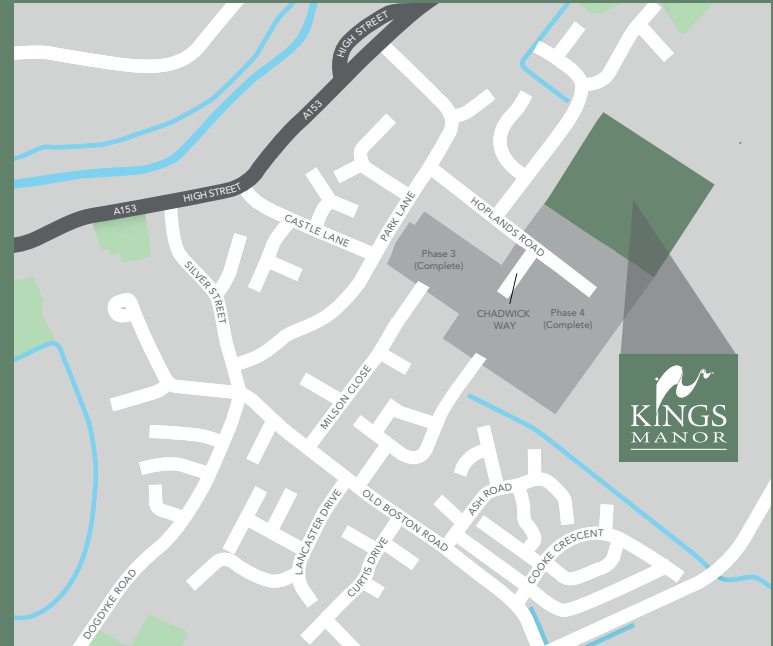 HIGH STREET
A153
HIGH STREET
A153
PARK LANE
HOPLANDS ROAD
CASTLE LANE
Phase 3
(Complete)
SILVER STREET
CHADWICK
WAY
Phase 4
(Complete)
KINGS
MANOR
MILSON CLOSE
ASH ROAD
OLD BOSTON ROAD
LANCASTER DRIVE
CURTIS DRIVE
COOKE CRESCENT
DOGDYKE ROAD